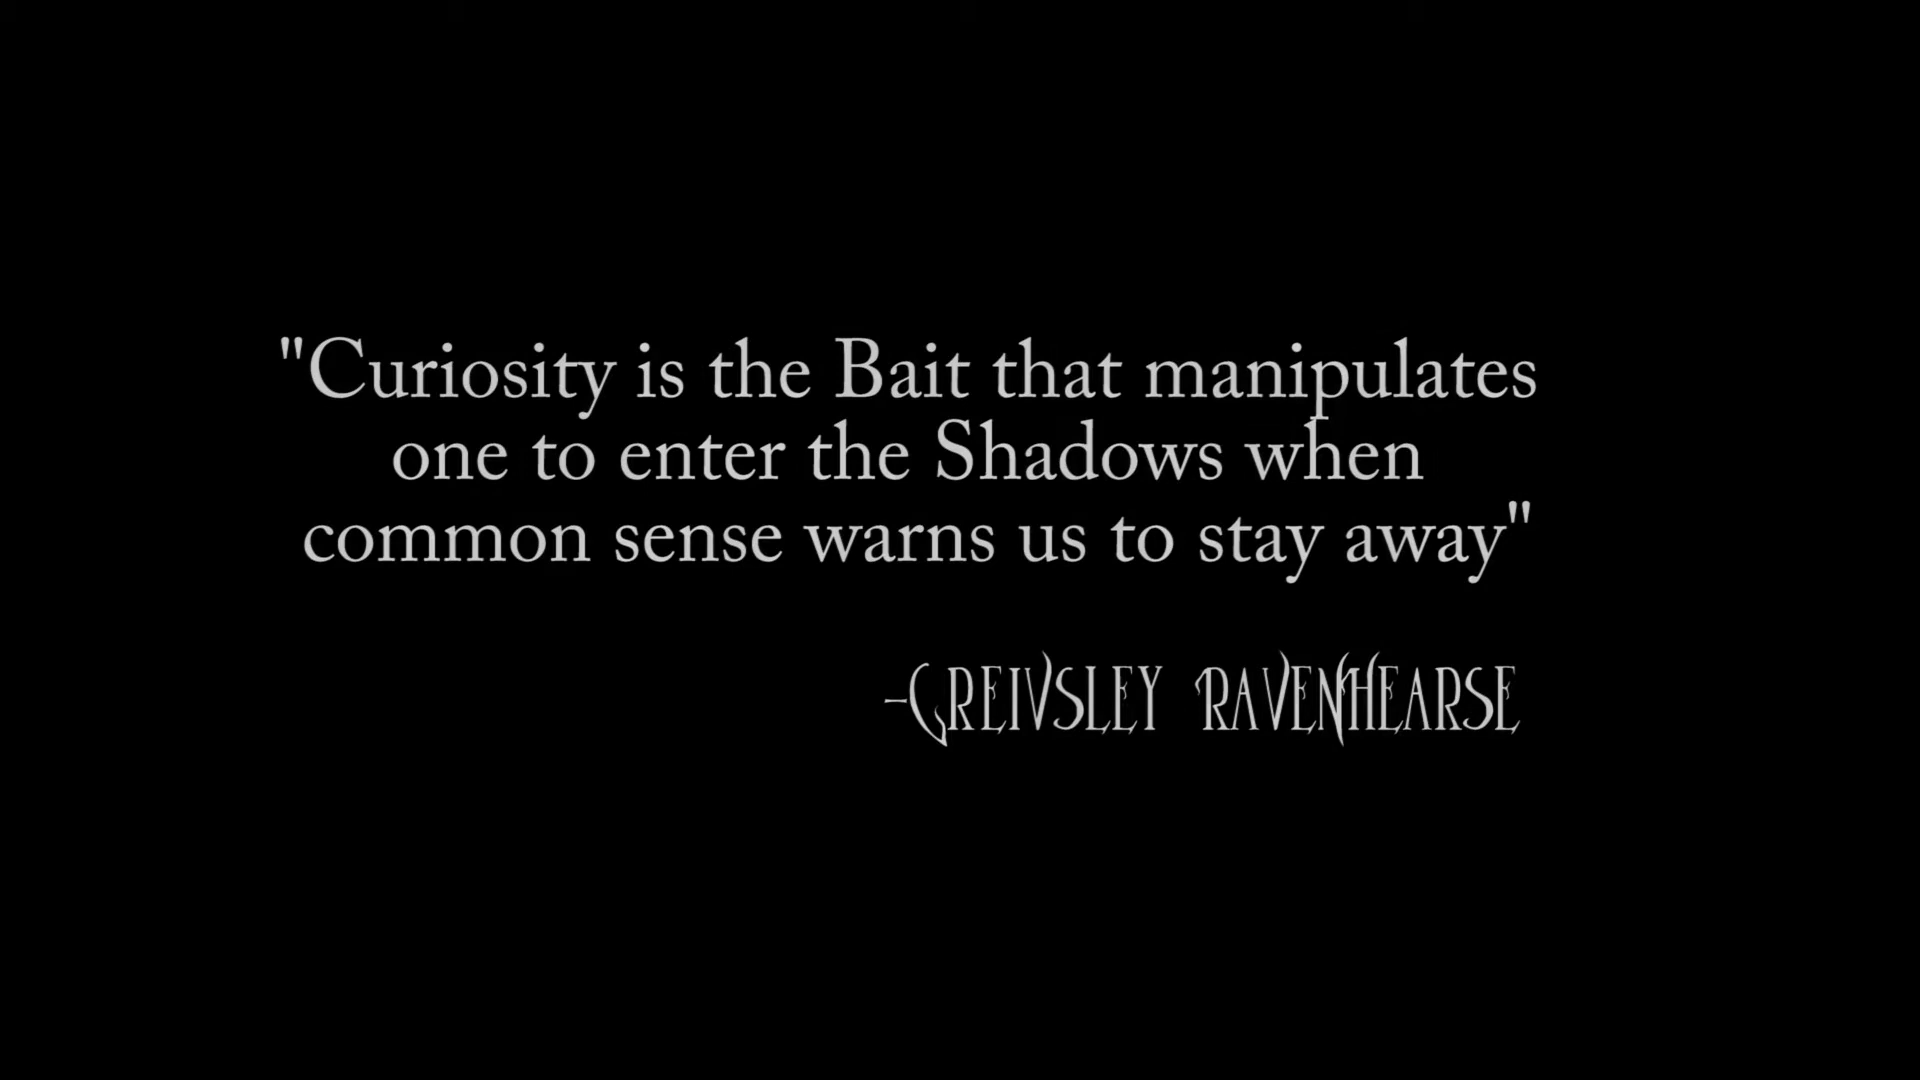 "Curiosity is the Bait that manipulates
one to enter the Shadows when
common sense warns us to stay away"
-GREIVSLEY RAVENHEARSE